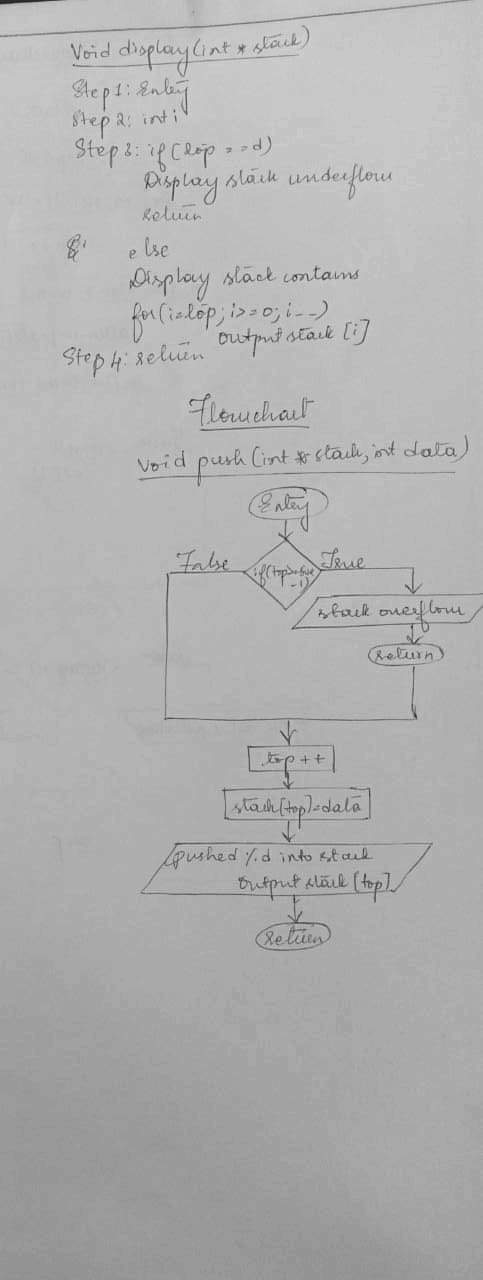 void display(int * stack)
Step 1: Entry
Step 2: int i
Step 3: if(top = = d)
Display stack underflow
return
else
Display stack contains
for(i=top; i>=0; i--)
output stack [i]
Step 4: return
Flowchart
void push(int * stack, int data)
Entry
False
True
if(top>=size
-1)
stack overflow
return
top ++
stack[top]=data
pushed %d into stack
output stack [top]
return